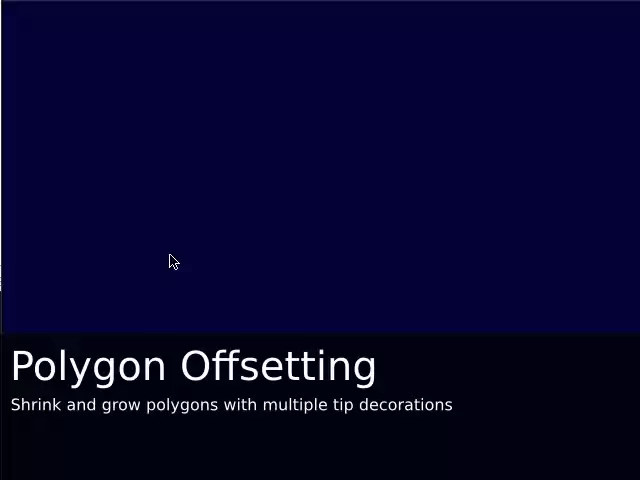 Polygon Offsetting
Shrink and grow polygons with multiple tip decorations